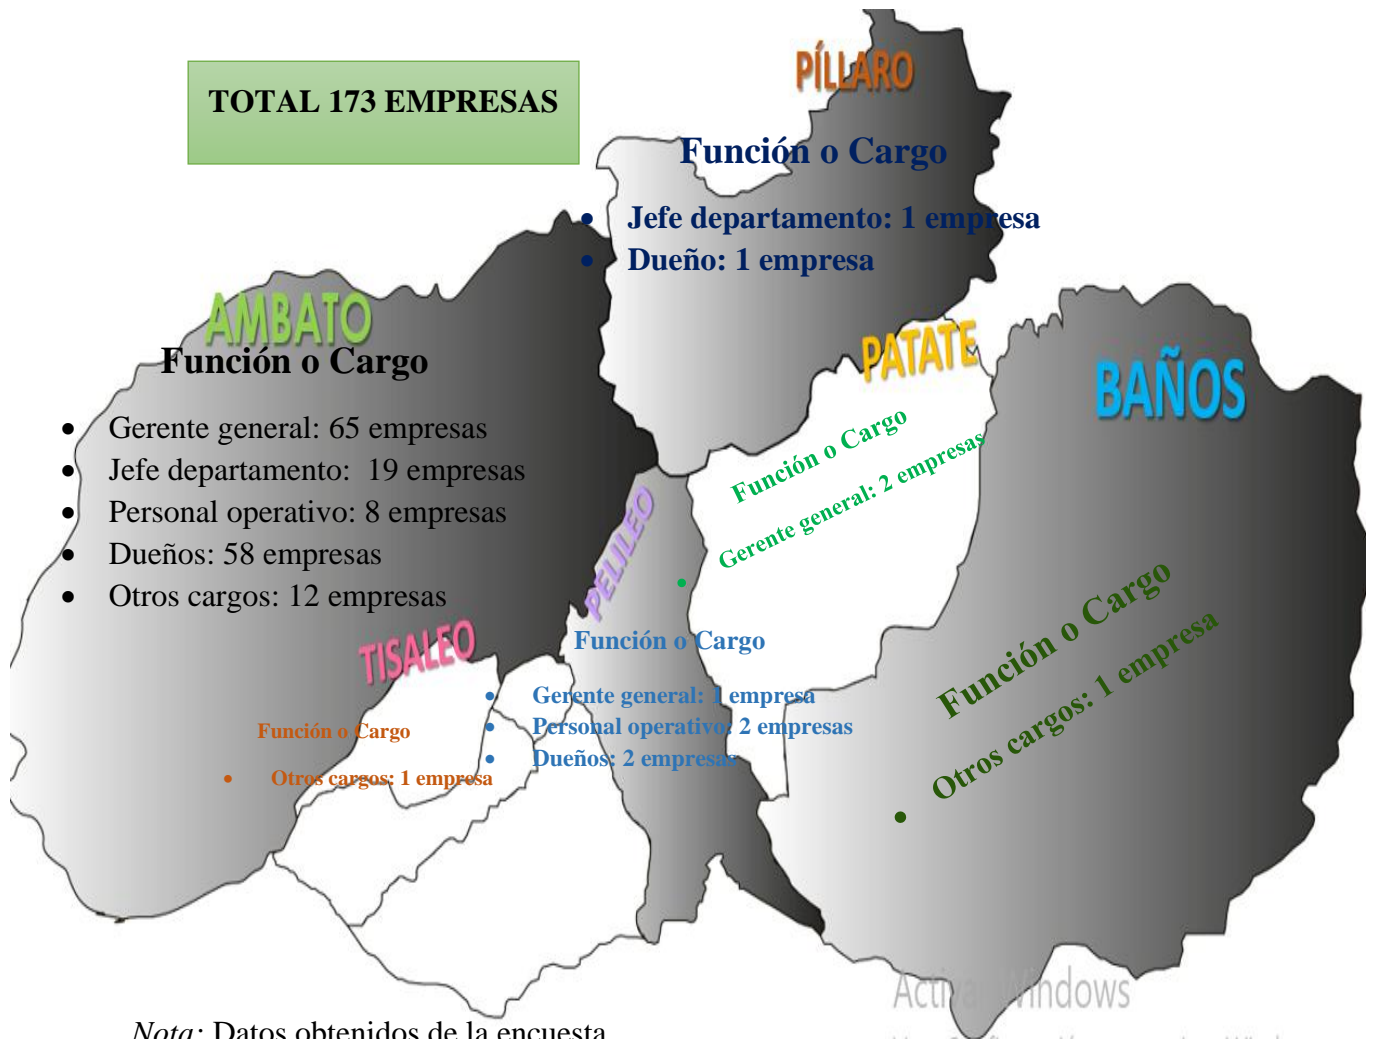 TOTAL 173 EMPRESAS
PÍLLARO
Función o Cargo
• Jefe departamento: 1 empresa
• Dueño: 1 empresa
AMBATO
Función o Cargo
• Gerente general: 65 empresas
• Jefe departamento: 19 empresas
• Personal operativo: 8 empresas
• Dueños: 58 empresas
• Otros cargos: 12 empresas
PATATE
Función o Cargo
• Gerente general: 2 empresas
BAÑOS
Función o Cargo
• Otros cargos: 1 empresa
PELILEO
Función o Cargo
• Gerente general: 1 empresa
• Personal operativo: 2 empresas
• Dueños: 2 empresas
TISALEO
Función o Cargo
• Otros cargos: 1 empresa
Activar Windows
Nota: Datos obtenidos de la encuesta